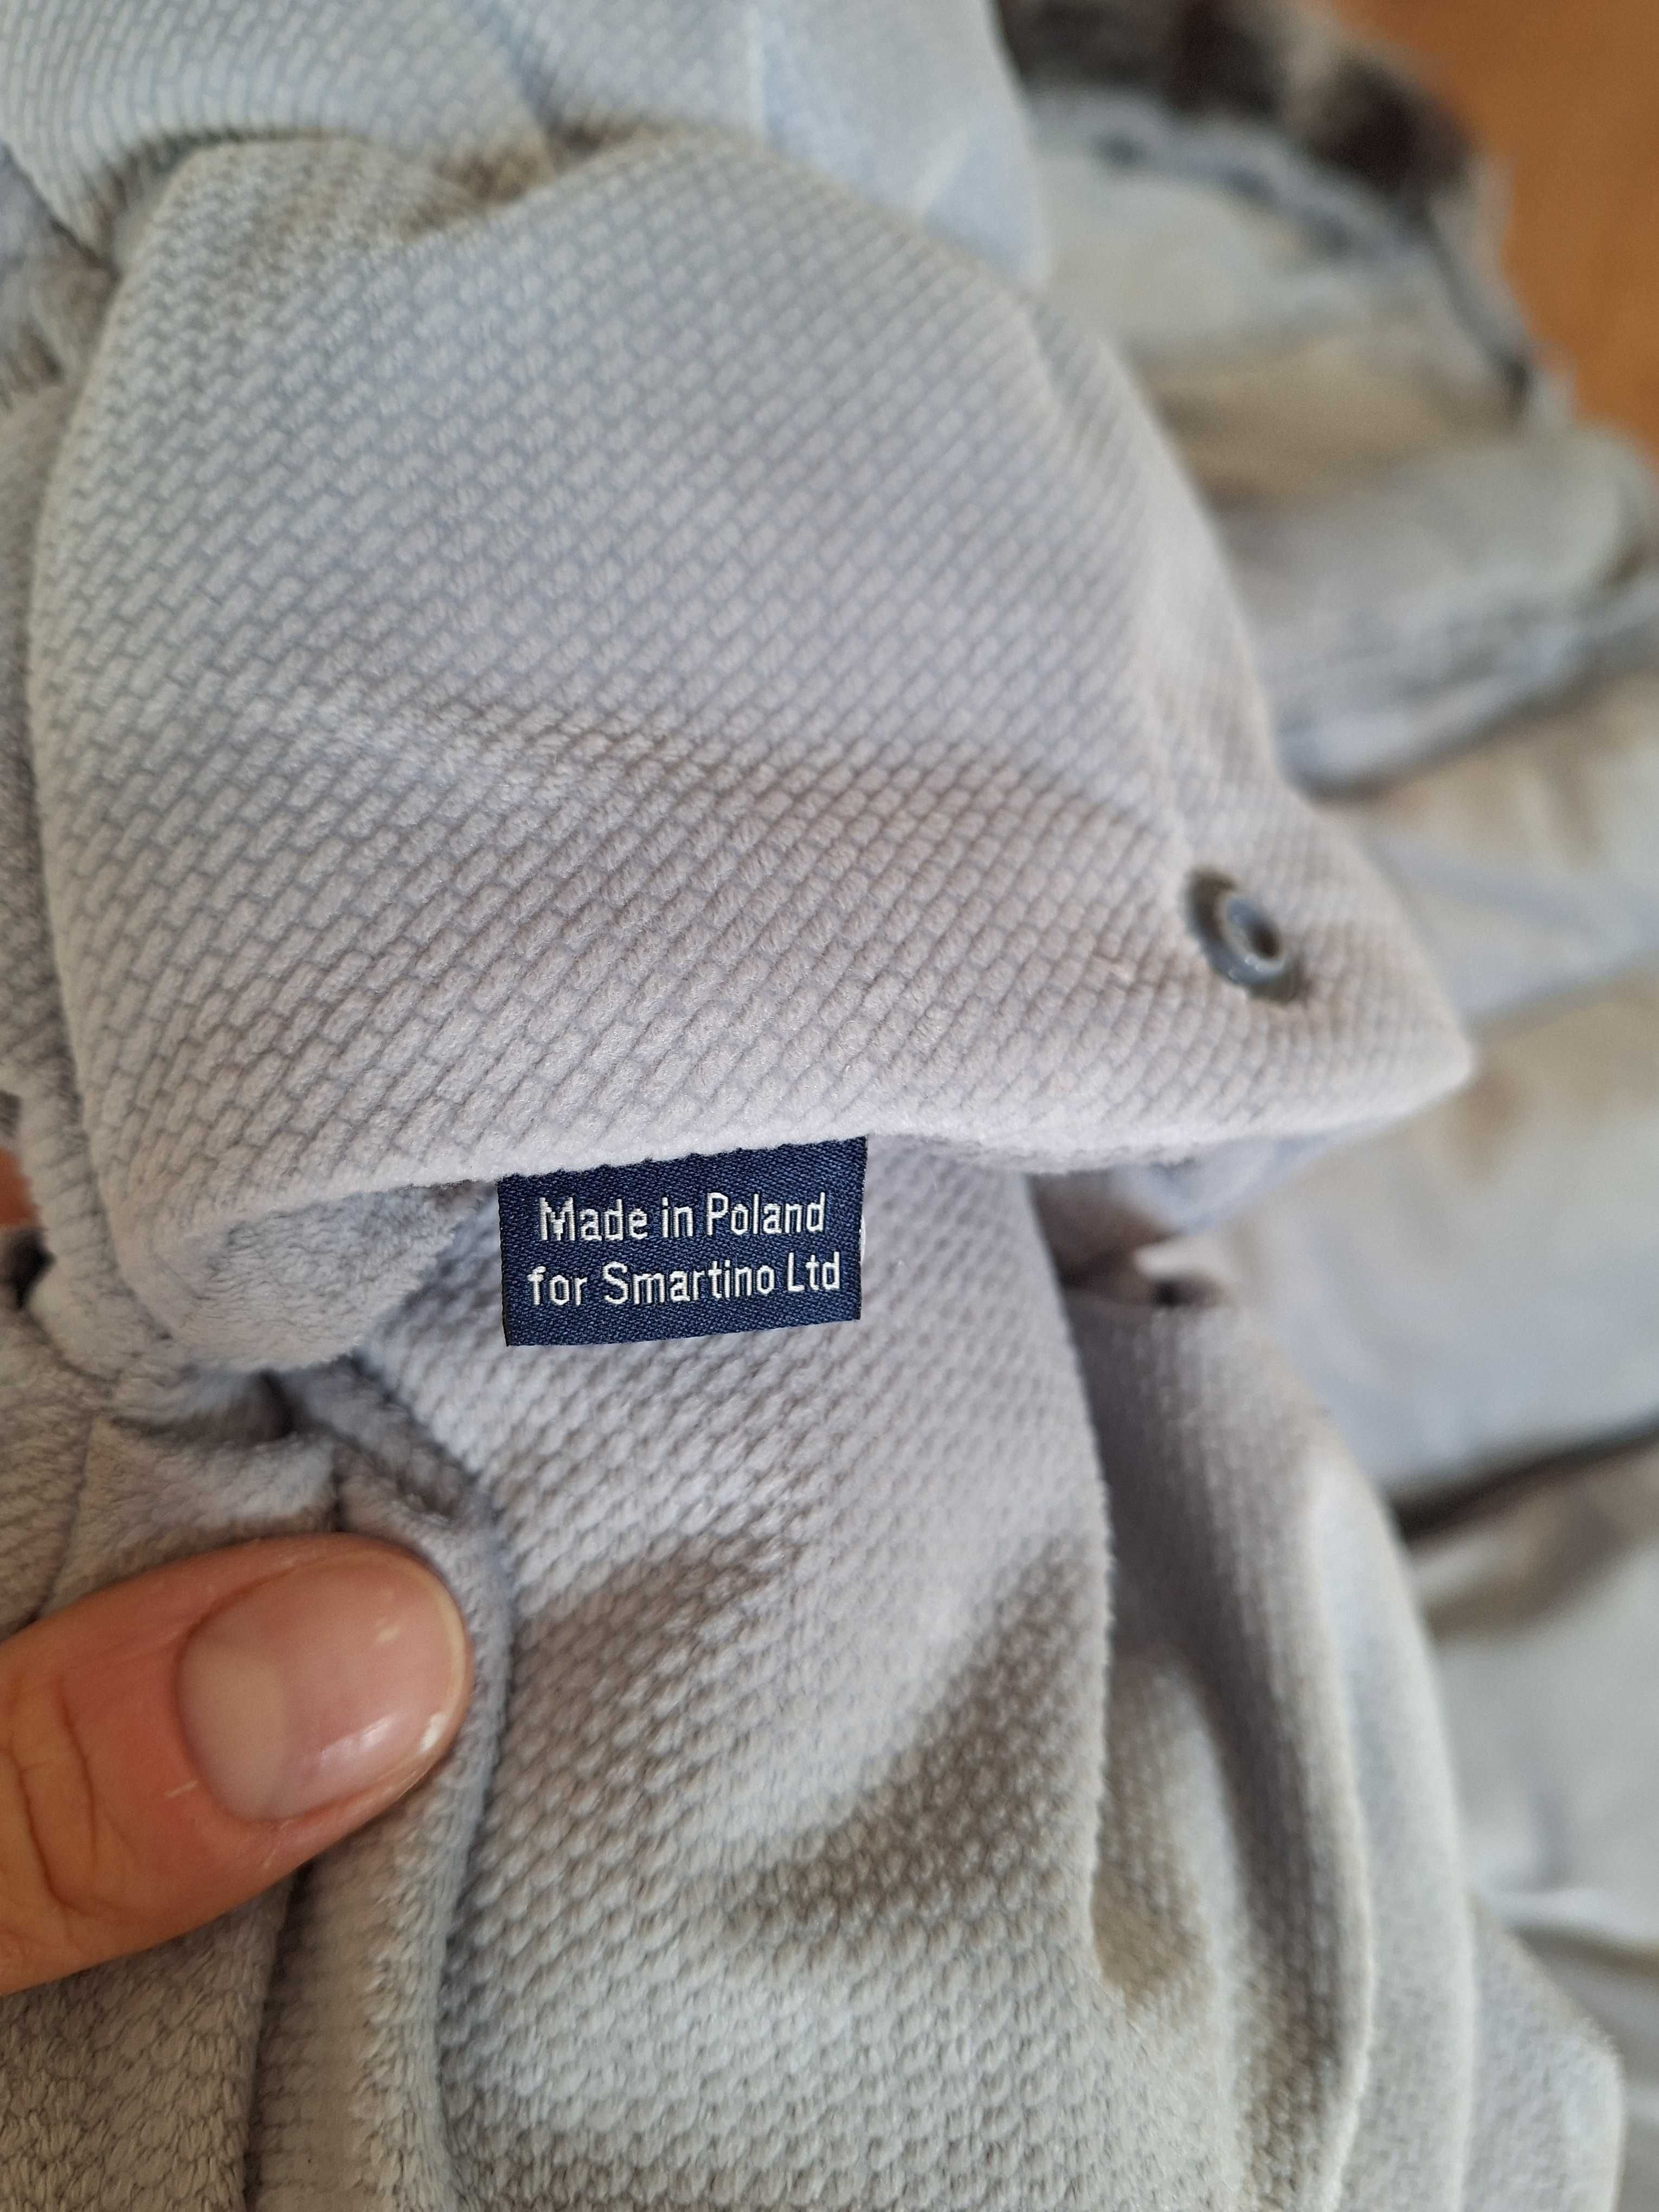 Made in Poland
for Smartino Ltd